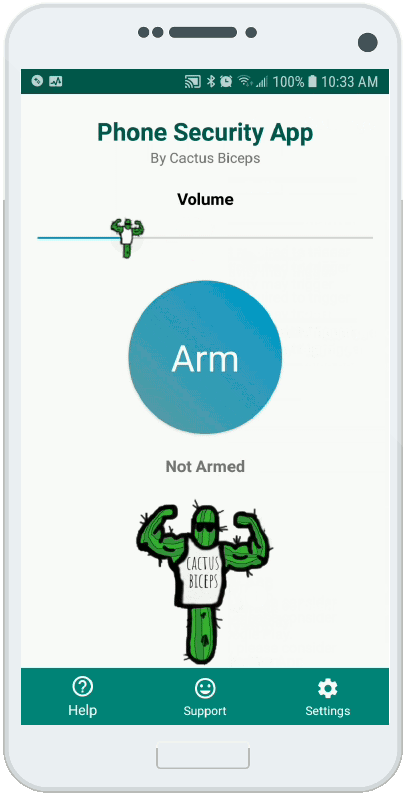 100% 10:33 AM
Phone Security App
By Cactus Biceps
Volume
Arm
Not Armed
CACTUS
BICEPS
Help Support Settings